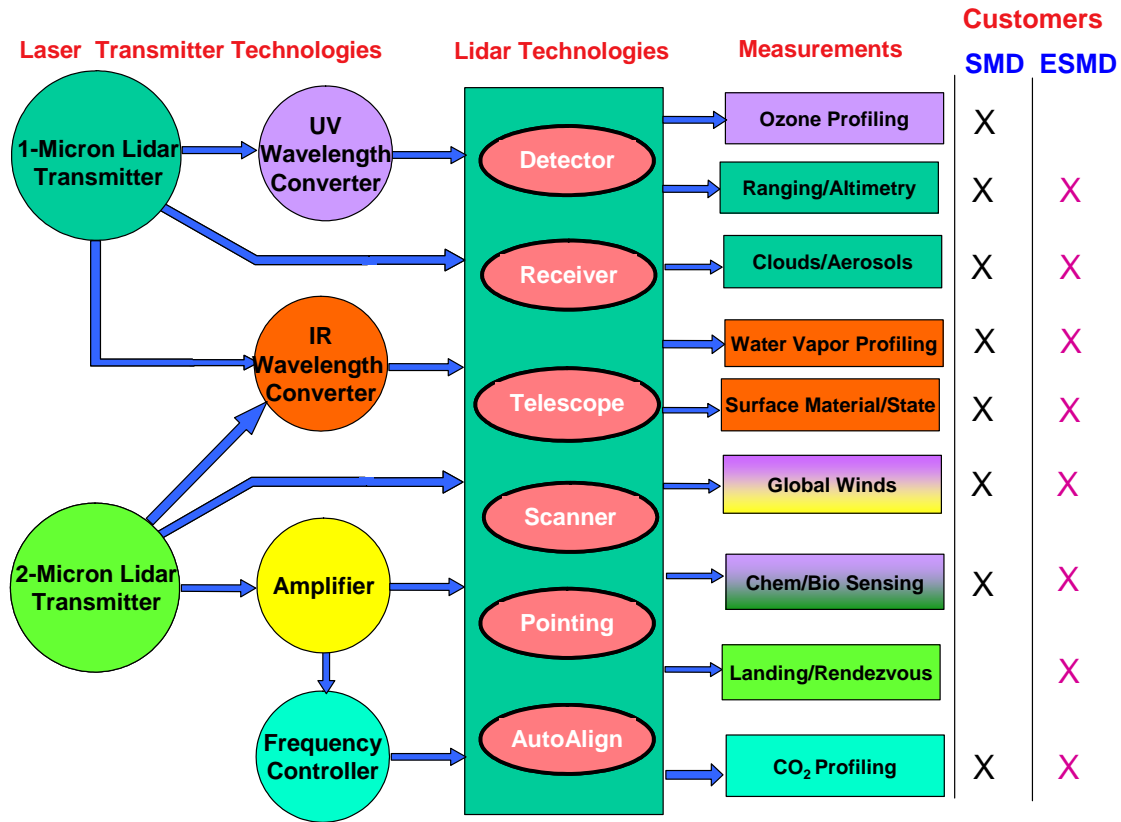 Customers
Laser Transmitter Technologies
Lidar Technologies
Measurements
SMD
ESMD
1-Micron Lidar
Transmitter
UV
Wavelength
Converter
IR
Wavelength
Converter
2-Micron Lidar
Transmitter
Amplifier
Frequency
Controller
Detector
Receiver
Telescope
Scanner
Pointing
AutoAlign
Ozone Profiling
X
Ranging/Altimetry
X
X
Clouds/Aerosols
X
X
Water Vapor Profiling
X
X
Surface Material/State
X
X
Global Winds
X
X
Chem/Bio Sensing
X
X
Landing/Rendezvous
X
CO₂ Profiling
X
X